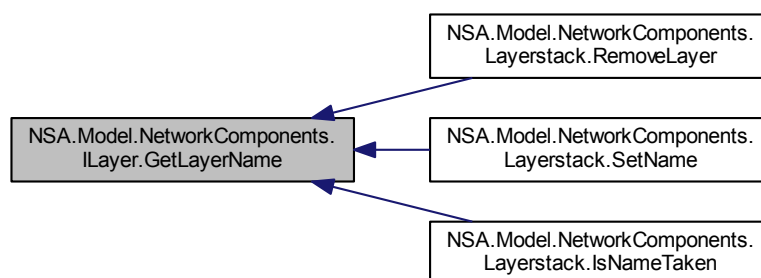 NSA.Model.NetworkComponents.
Layerstack.RemoveLayer
NSA.Model.NetworkComponents.
ILayer.GetLayerName
NSA.Model.NetworkComponents.
Layerstack.SetName
NSA.Model.NetworkComponents.
Layerstack.IsNameTaken